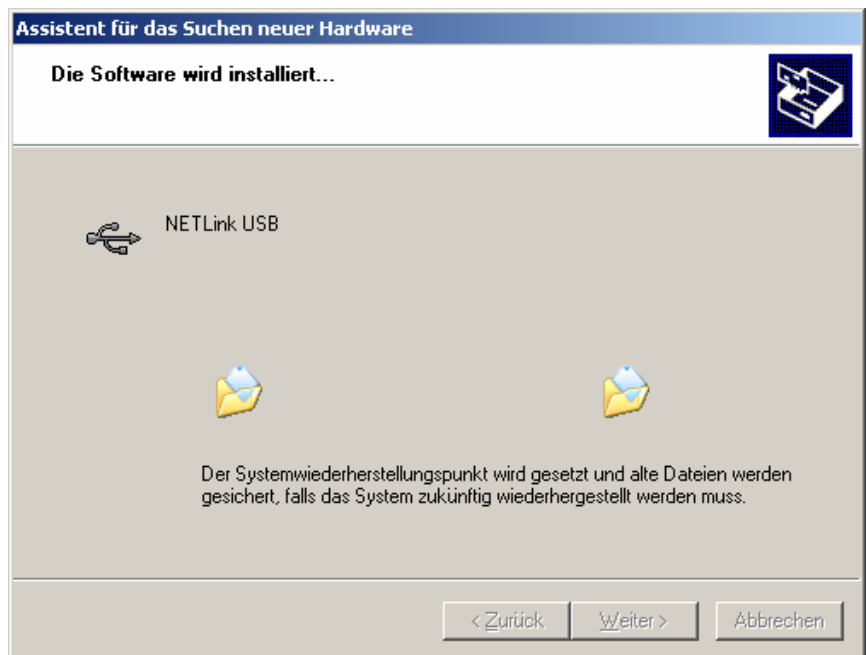 Assistent für das Suchen neuer Hardware
Die Software wird installiert...
NETLink USB
Der Systemwiederherstellungspunkt wird gesetzt und alte Dateien werden
gesichert, falls das System zukünftig wiederhergestellt werden muss.
< Zurück
Weiter >
Abbrechen